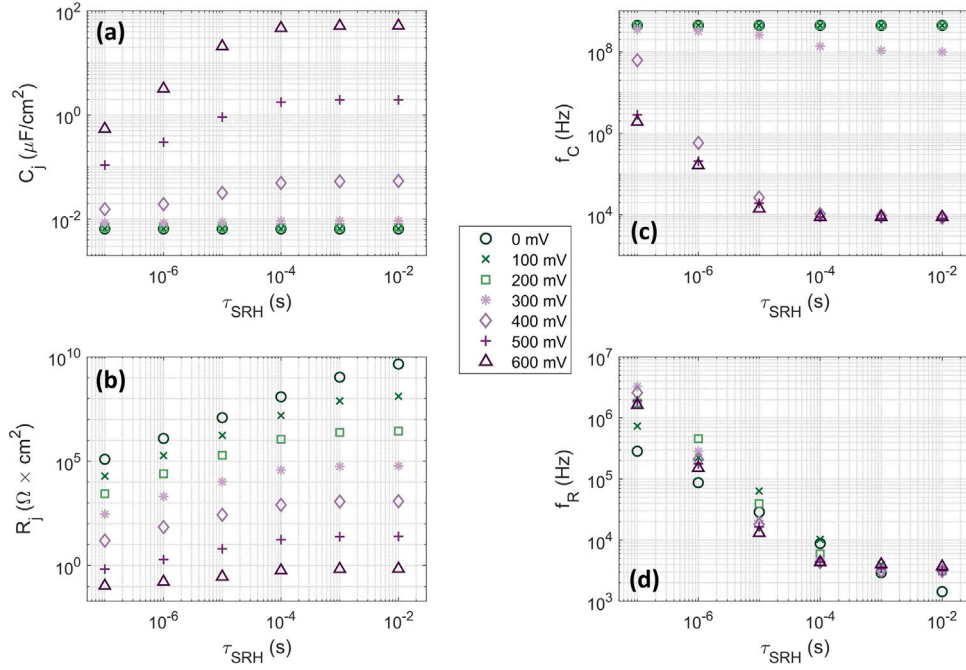 (a)
10^2
10^0
10^-2
C_j (μF/cm^2)
10^-6
10^-4
10^-2
τ_SRH (s)
(c)
10^8
10^6
10^4
f_C (Hz)
10^-6
10^-4
10^-2
τ_SRH (s)
0 mV
100 mV
200 mV
300 mV
400 mV
500 mV
600 mV
(b)
10^10
10^5
10^0
R_j (Ω × cm^2)
10^-6
10^-4
10^-2
τ_SRH (s)
(d)
10^7
10^6
10^5
10^4
10^3
f_R (Hz)
10^-6
10^-4
10^-2
τ_SRH (s)